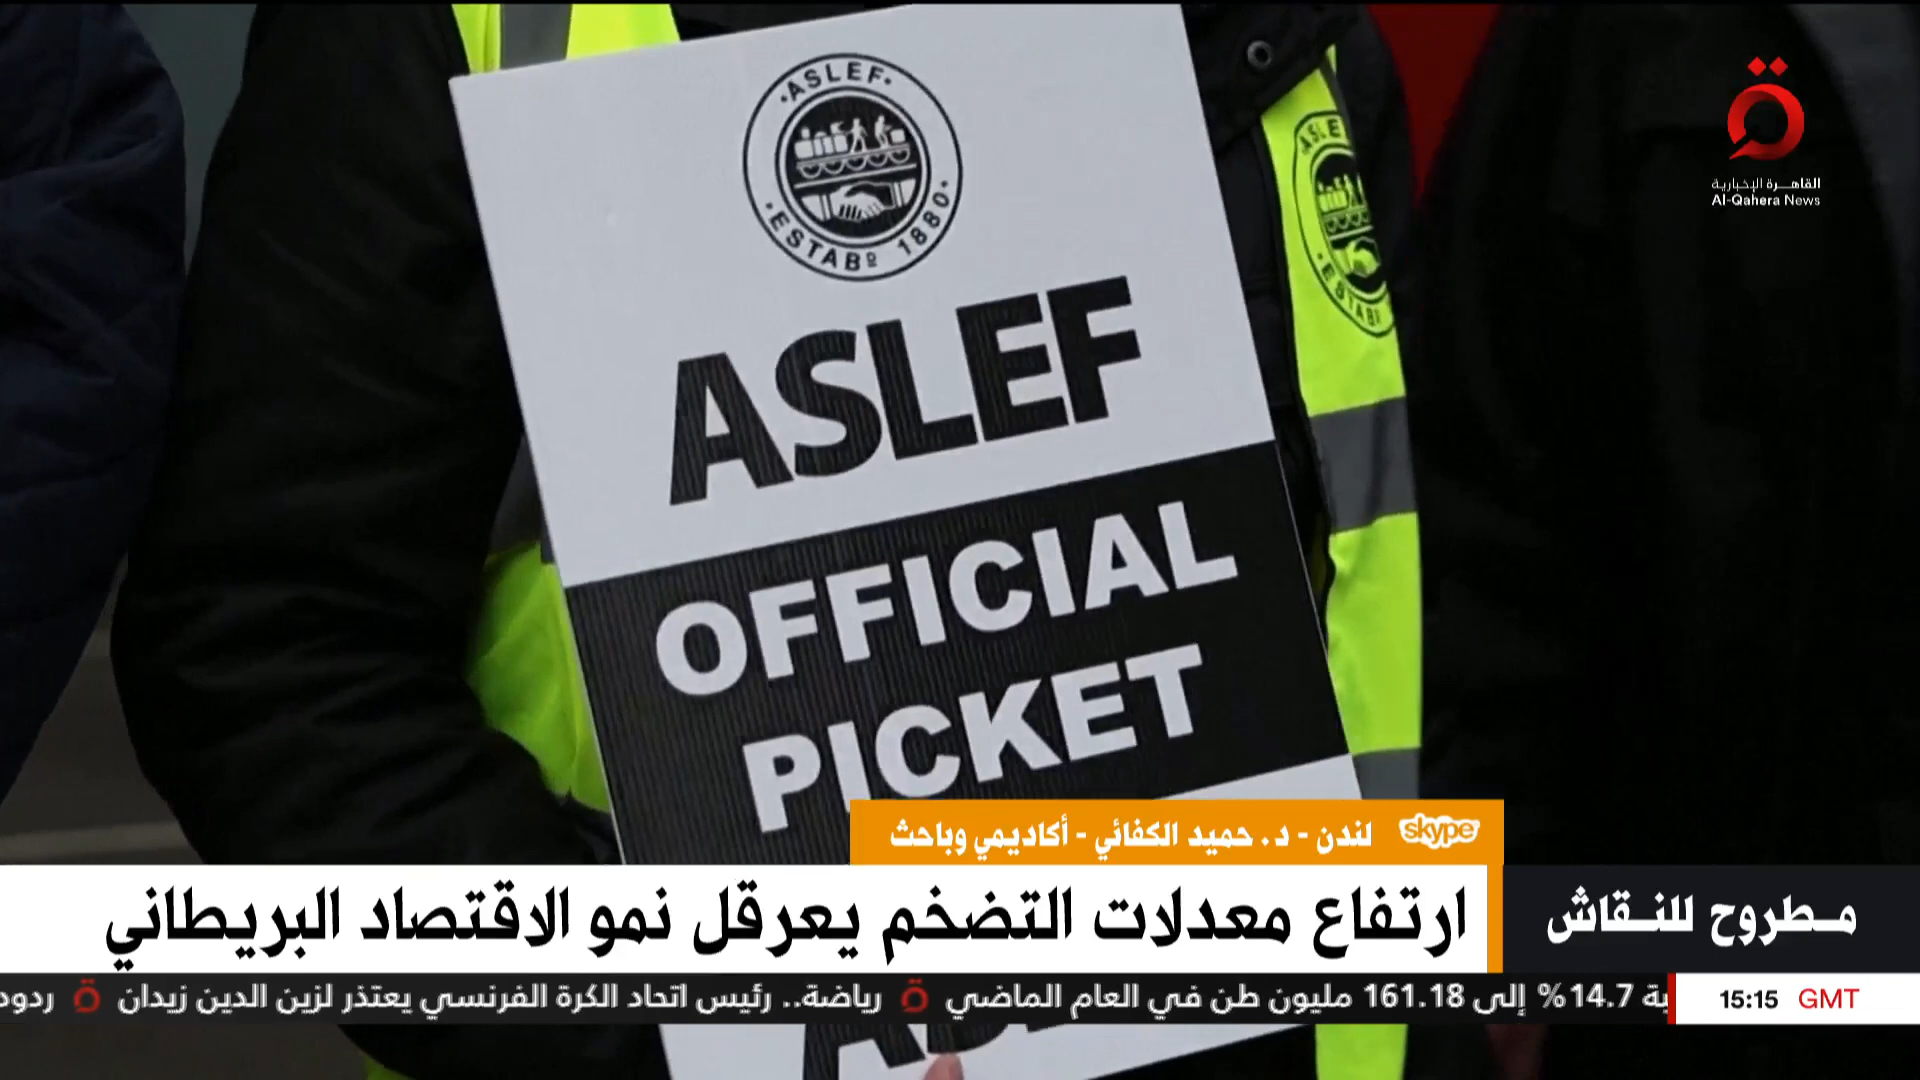 ·ASLEF·
·ESTABD 1880·
ASLEF
OFFICIAL
PICKET
القاهرة الإخبارية
Al-Qahera News
لندن - د. حميد الكفائي - أكاديمي وباحث
skype
ارتفاع معدلات التضخم يعرقل نمو الاقتصاد البريطاني
مطروح للنقاش
14.7% إلى 161.18 مليون طن في العام الماضي
رياضة.. رئيس اتحاد الكرة الفرنسي يعتذر لزين الدين زيدان
15:15 GMT